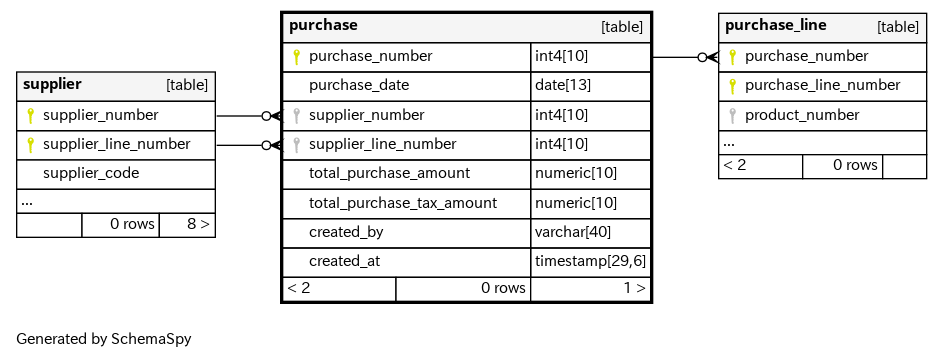 supplier [table]
supplier_number
supplier_line_number
supplier_code
...
0 rows 8 >
purchase [table]
purchase_number int4[10]
purchase_date date[13]
supplier_number int4[10]
supplier_line_number int4[10]
total_purchase_amount numeric[10]
total_purchase_tax_amount numeric[10]
created_by varchar[40]
created_at timestamp[29,6]
< 2 0 rows 1 >
purchase_line [table]
purchase_number
purchase_line_number
product_number
...
< 2 0 rows
Generated by SchemaSpy